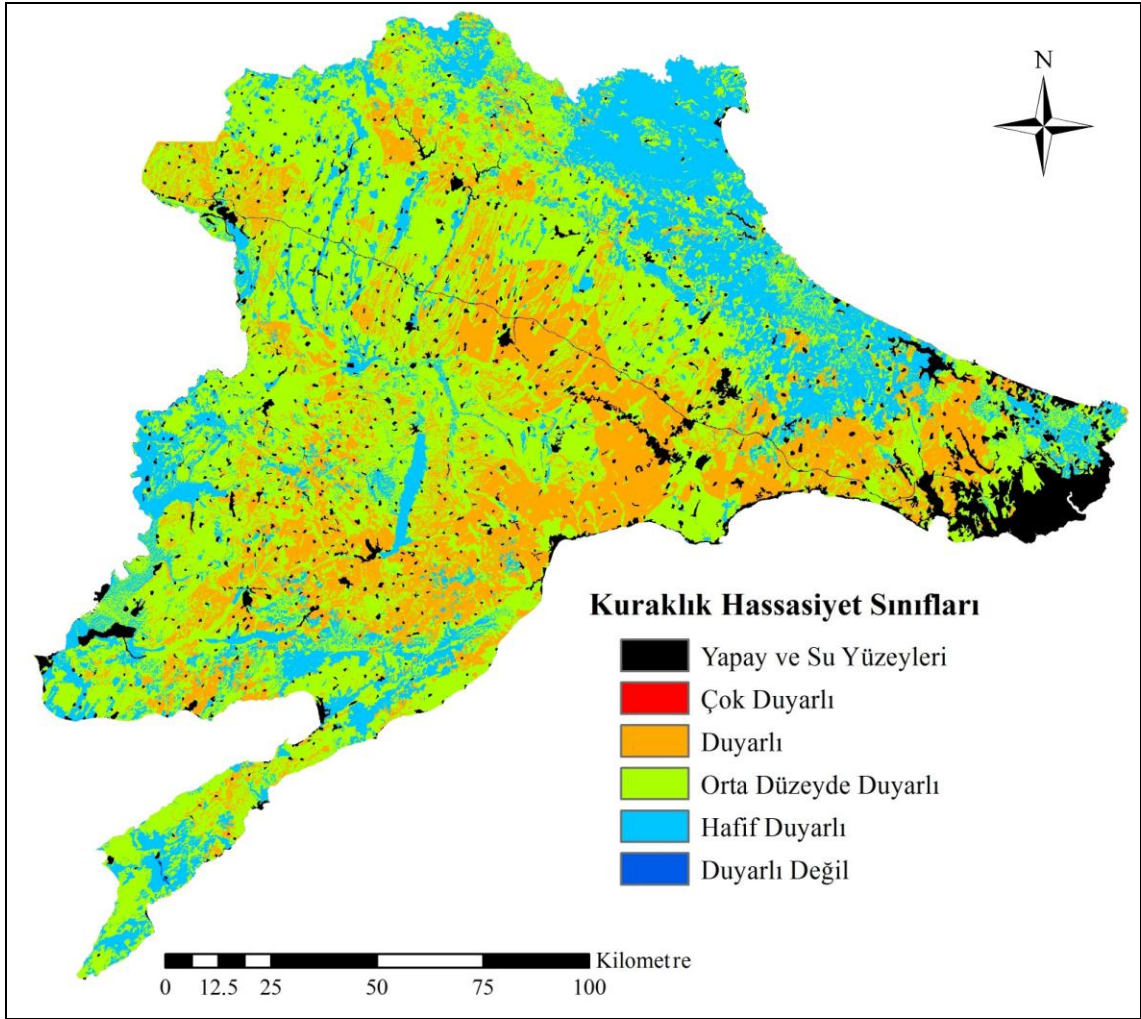 N
Kuraklık Hassasiyet Sınıfları
Yapay ve Su Yüzeyleri
Çok Duyarlı
Duyarlı
Orta Düzeyde Duyarlı
Hafif Duyarlı
Duyarlı Değil
Kilometre
0 12.5 25 50 75 100